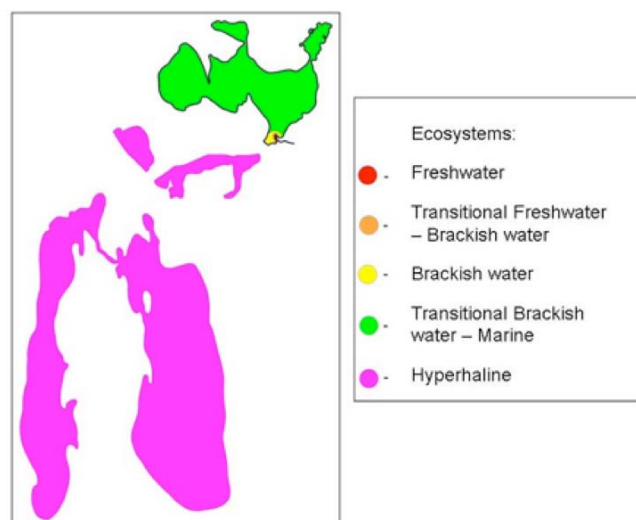 Ecosystems:
- Freshwater
- Transitional Freshwater
– Brackish water
- Brackish water
- Transitional Brackish
water – Marine
- Hyperhaline